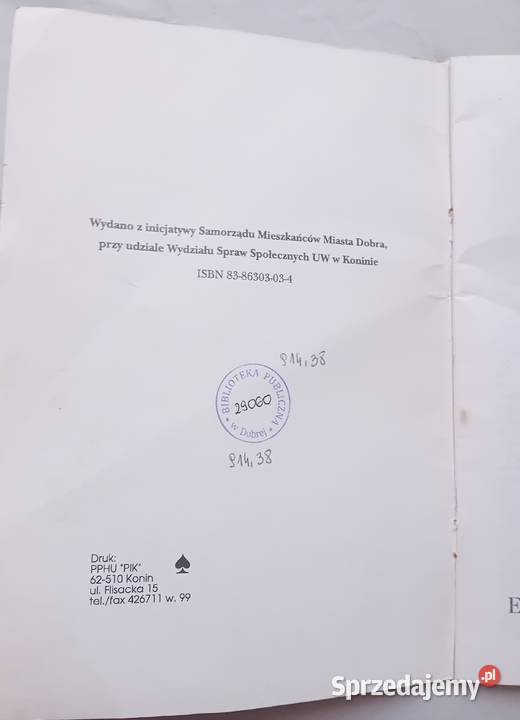 Wydano z inicjatywy Samorządu Mieszkańców Miasta Dobra,
przy udziale Wydziału Spraw Społecznych UW w Koninie
ISBN 83-86303-03-4
914,38
BIBLIOTEKA PUBLICZNA
29060
* w Dobrej *
914,38
Druk:
PPHU "PIK"
62-510 Konin
ul. Flisacka 15
tel./fax 426711 w. 99
E
Sprzedajemy.pl